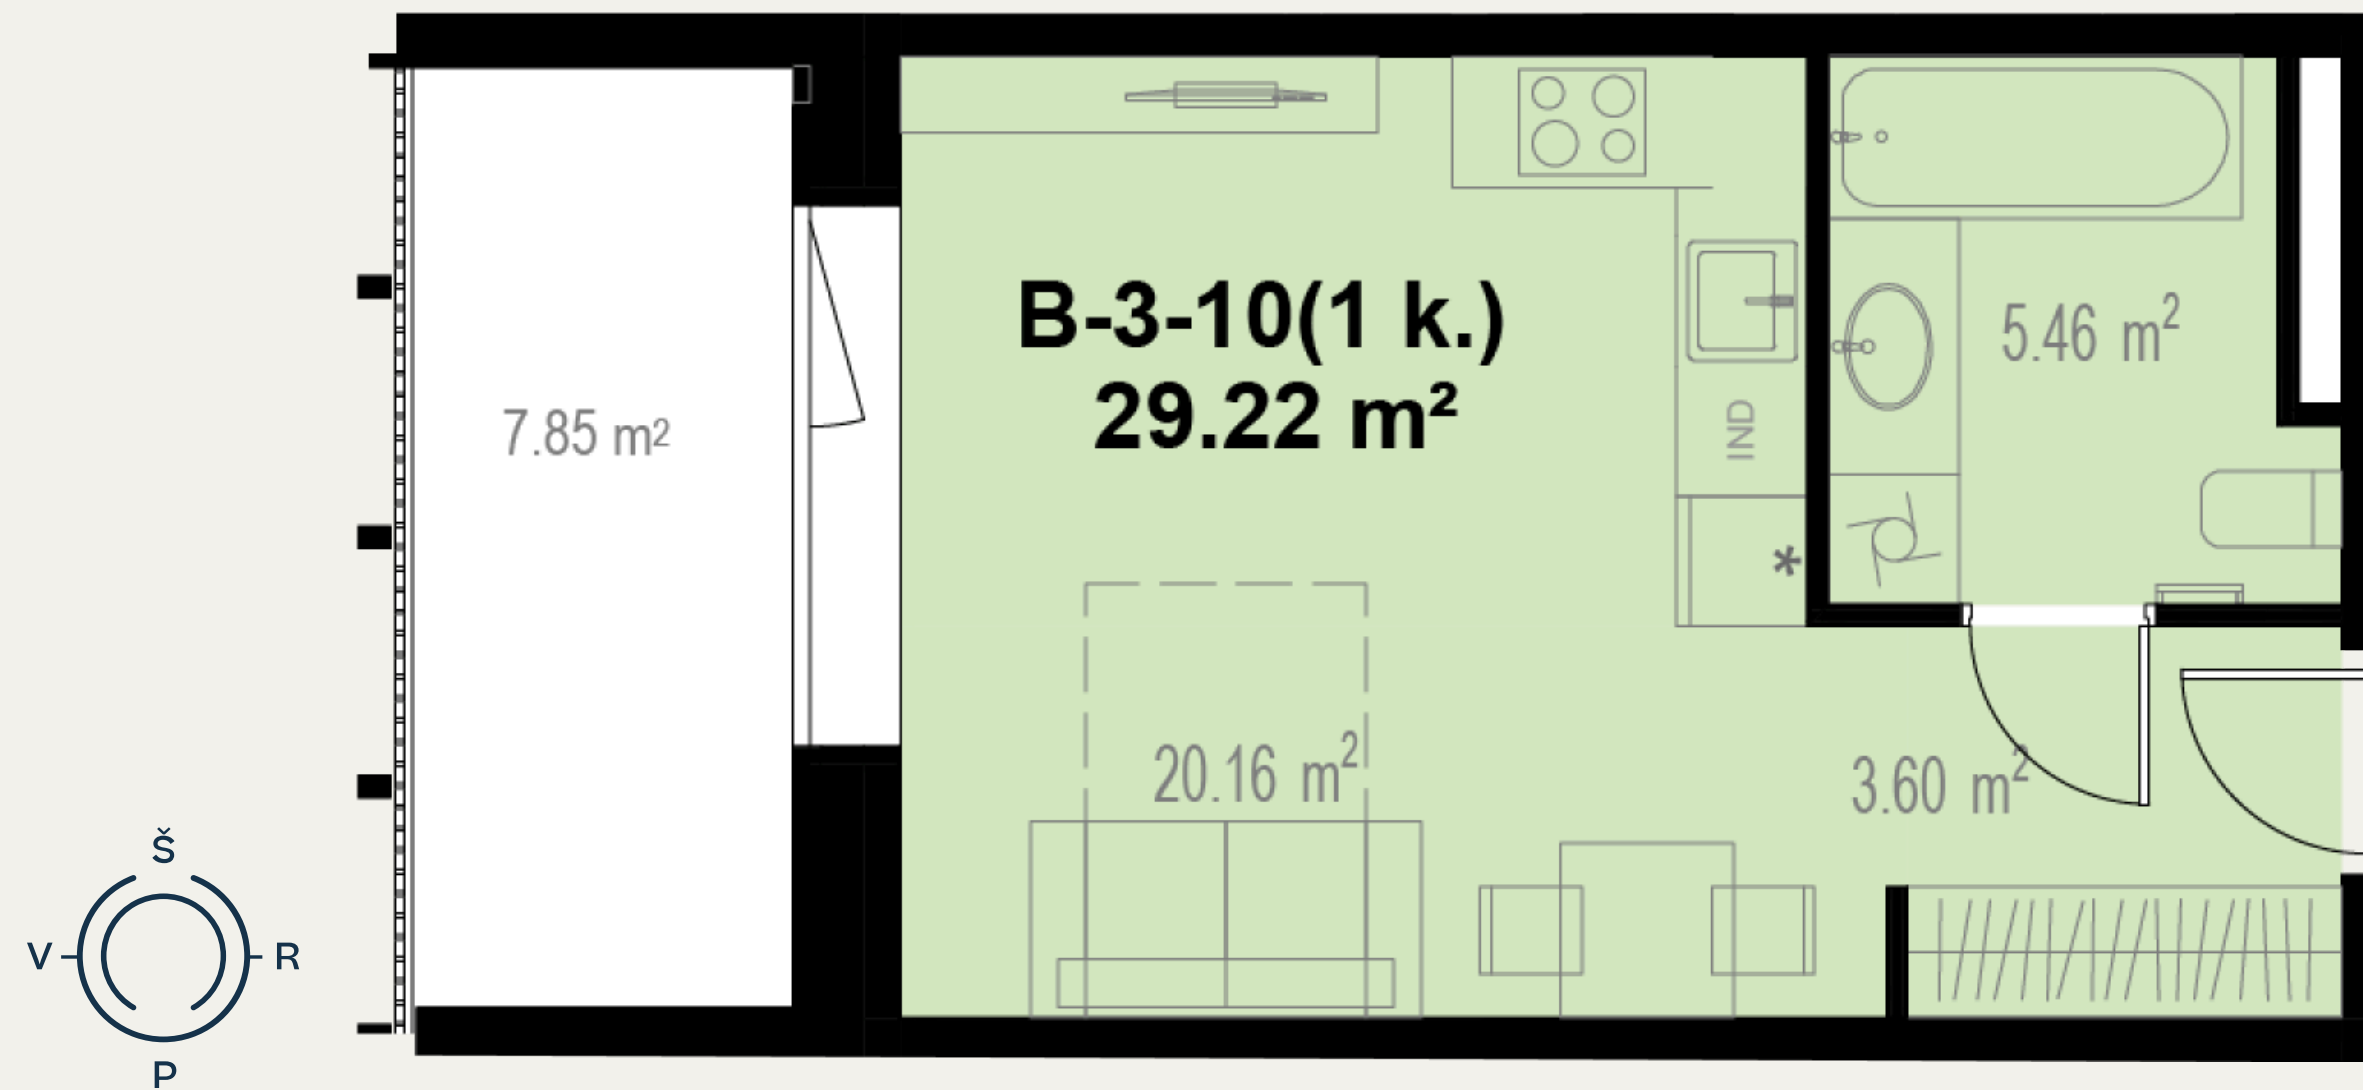 B-3-10(1 k.)
29.22 m²
5.46 m²
7.85 m²
IND
*
20.16 m²
3.60 m²
Š
V
R
P